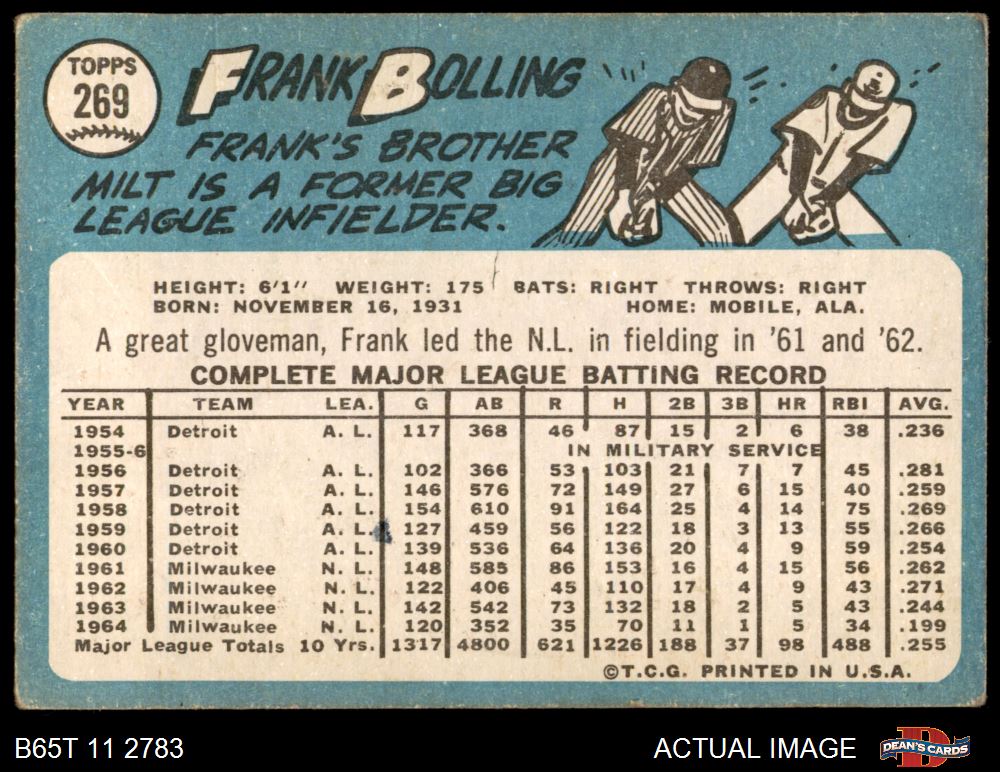 TOPPS
269
FRANK BOLLING
FRANK'S BROTHER
MILT IS A FORMER BIG
LEAGUE INFIELDER.
HEIGHT: 6'1" WEIGHT: 175 BATS: RIGHT THROWS: RIGHT
BORN: NOVEMBER 16, 1931 HOME: MOBILE, ALA.
A great gloveman, Frank led the N.L. in fielding in '61 and '62.
COMPLETE MAJOR LEAGUE BATTING RECORD
YEAR TEAM LEA. G AB R H 2B 3B HR RBI AVG.
1954 Detroit A. L. 117 368 46 87 15 2 6 38 .236
1955-6 IN MILITARY SERVICE
1956 Detroit A. L. 102 366 53 103 21 7 7 45 .281
1957 Detroit A. L. 146 576 72 149 27 6 15 40 .259
1958 Detroit A. L. 154 610 91 164 25 4 14 75 .269
1959 Detroit A. L. 127 459 56 122 18 3 13 55 .266
1960 Detroit A. L. 139 536 64 136 20 4 9 59 .254
1961 Milwaukee N. L. 148 585 86 153 16 4 15 56 .262
1962 Milwaukee N. L. 122 406 45 110 17 4 9 43 .271
1963 Milwaukee N. L. 142 542 73 132 18 2 5 43 .244
1964 Milwaukee N. L. 120 352 35 70 11 1 5 34 .199
Major League Totals 10 Yrs. 1317 4800 621 1226 188 37 98 488 .255
©T.C.G. PRINTED IN U.S.A.
B65T 11 2783 ACTUAL IMAGE D DEAN'S CARDS